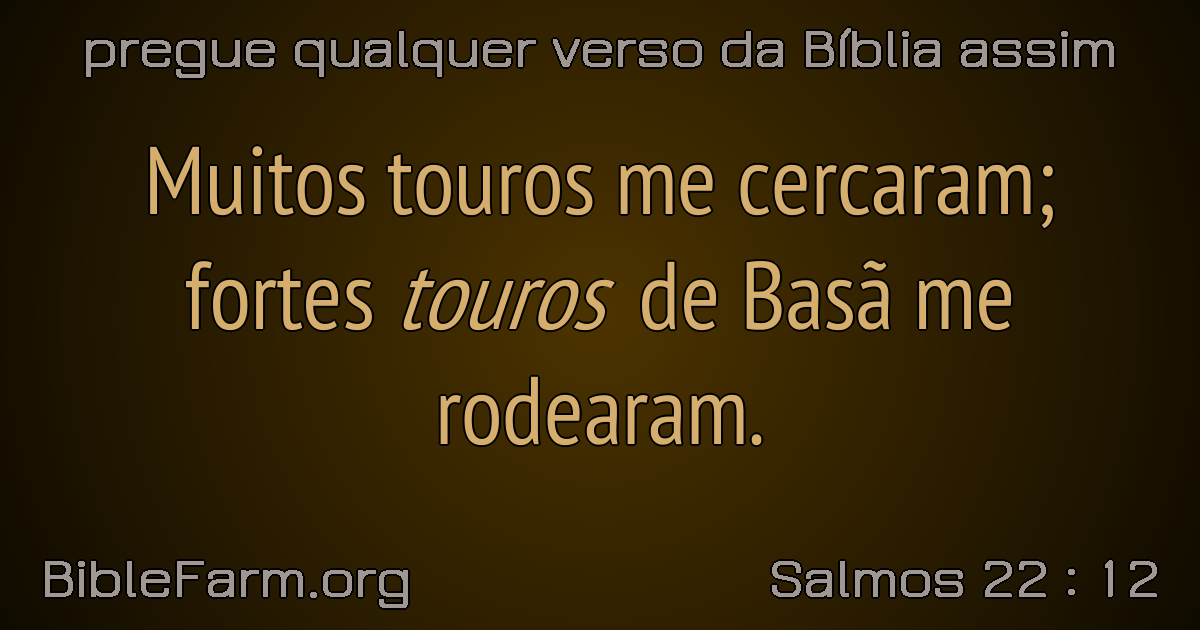 pregue qualquer verso da Bíblia assim
Muitos touros me cercaram;
fortes touros de Basã me
rodearam.
BibleFarm.org
Salmos 22 : 12